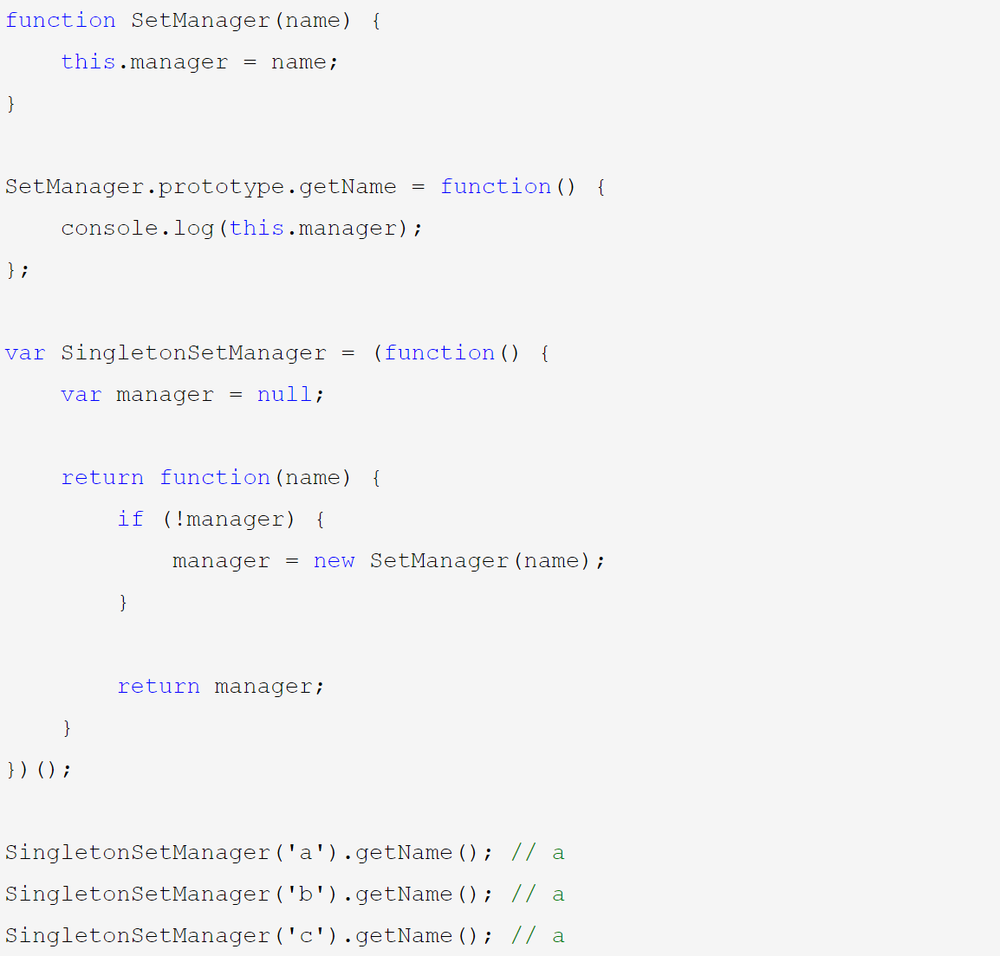 function SetManager(name) {
    this.manager = name;
}

SetManager.prototype.getName = function() {
    console.log(this.manager);
};

var SingletonSetManager = (function() {
    var manager = null;

    return function(name) {
        if (!manager) {
            manager = new SetManager(name);
        }

        return manager;
    }
})();

SingletonSetManager('a').getName(); // a
SingletonSetManager('b').getName(); // a
SingletonSetManager('c').getName(); // a